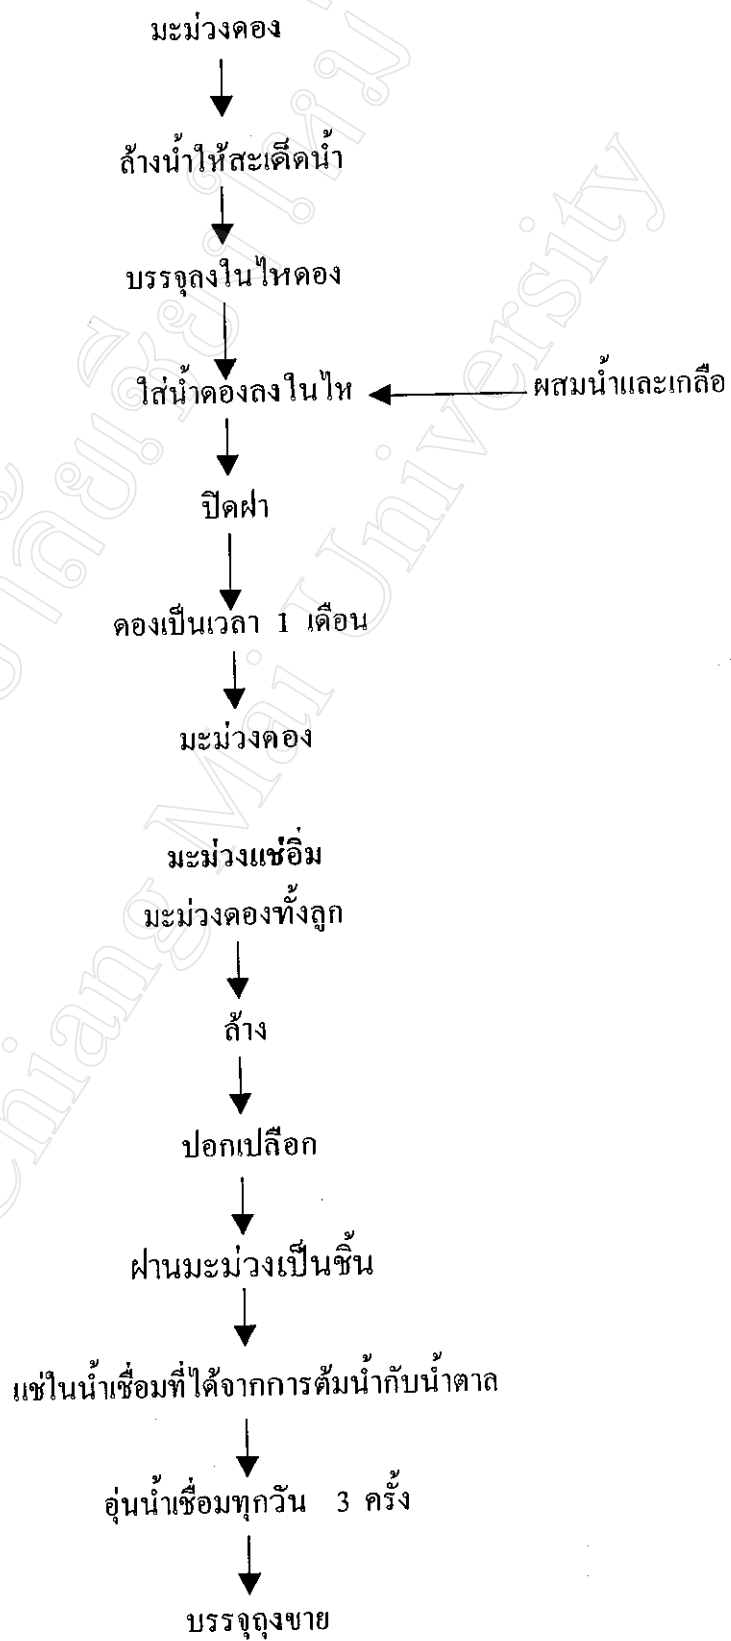 มะม่วงดอง
ล้างน้ำให้สะเด็ดน้ำ
บรรจุลงในไหดอง
ใส่น้ำดองลงในไห
ผสมน้ำและเกลือ
ปิดฝา
ดองเป็นเวลา 1 เดือน
มะม่วงดอง
มะม่วงแช่อิ่ม
มะม่วงดองทั้งลูก
ล้าง
ปอกเปลือก
ฝานมะม่วงเป็นชิ้น
แช่ในน้ำเชื่อมที่ได้จากการต้มน้ำกับน้ำตาล
อุ่นน้ำเชื่อมทุกวัน 3 ครั้ง
บรรจุถุงขาย
Chiang Mai University